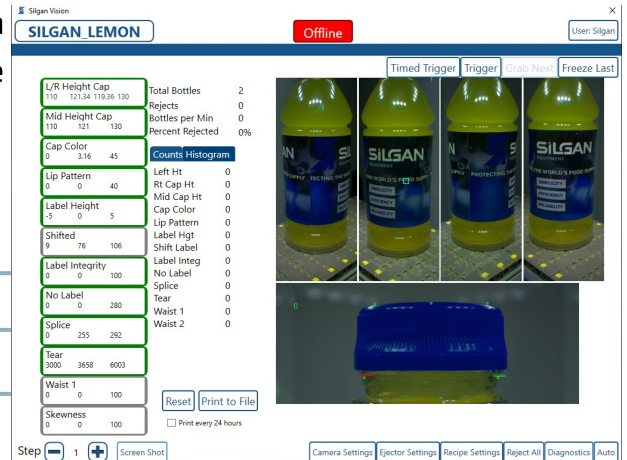 Silgan Vision
SILGAN_LEMON
Offline
User: Silgan
Timed Trigger Trigger Grab Next Freeze Last
L/R Height Cap
110 121.34 119.36 130
Mid Height Cap
110 121 130
Cap Color
0 3.16 45
Lip Pattern
0 0 40
Label Height
-5 0 5
Shifted
9 76 106
Label Integrity
0 0 100
No Label
0 0 280
Splice
0 255 292
Tear
3000 3658 6003
Waist 1
0 0 100
Skewness
0 0 100
Total Bottles 2
Rejects 0
Bottles per Min 0
Percent Rejected 0%
Counts Histogram
Left Ht 0
Rt Cap Ht 0
Mid Cap Ht 0
Cap Color 0
Lip Pattern 0
Label Hgt 0
Shift Label 0
Label Integ 0
No Label 0
Splice 0
Tear 0
Waist 1 0
Waist 2 0
Reset Print to File
Print every 24 hours
SILGAN
EQUIPMENT
THE WORLD'S FOOD SUPPLY
SIMPLICITY
EFFICIENCY
RELIABILITY
SILGAN
EQUIPMENT
SIMPLICITY
EFFICIENCY
RELIABILITY
0
Step 1 Screen Shot
Camera Settings Ejector Settings Recipe Settings Reject All Diagnostics Auto